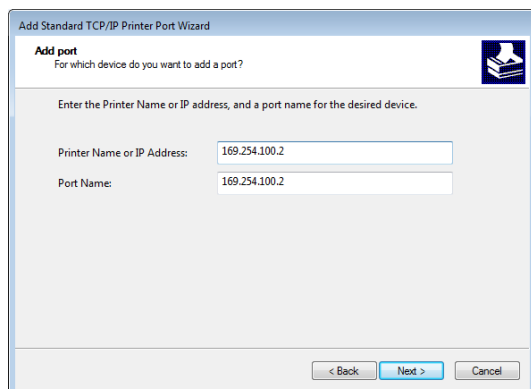 Add Standard TCP/IP Printer Port Wizard
Add port
For which device do you want to add a port?
Enter the Printer Name or IP address, and a port name for the desired device.
Printer Name or IP Address: 169.254.100.2
Port Name: 169.254.100.2
< Back Next > Cancel